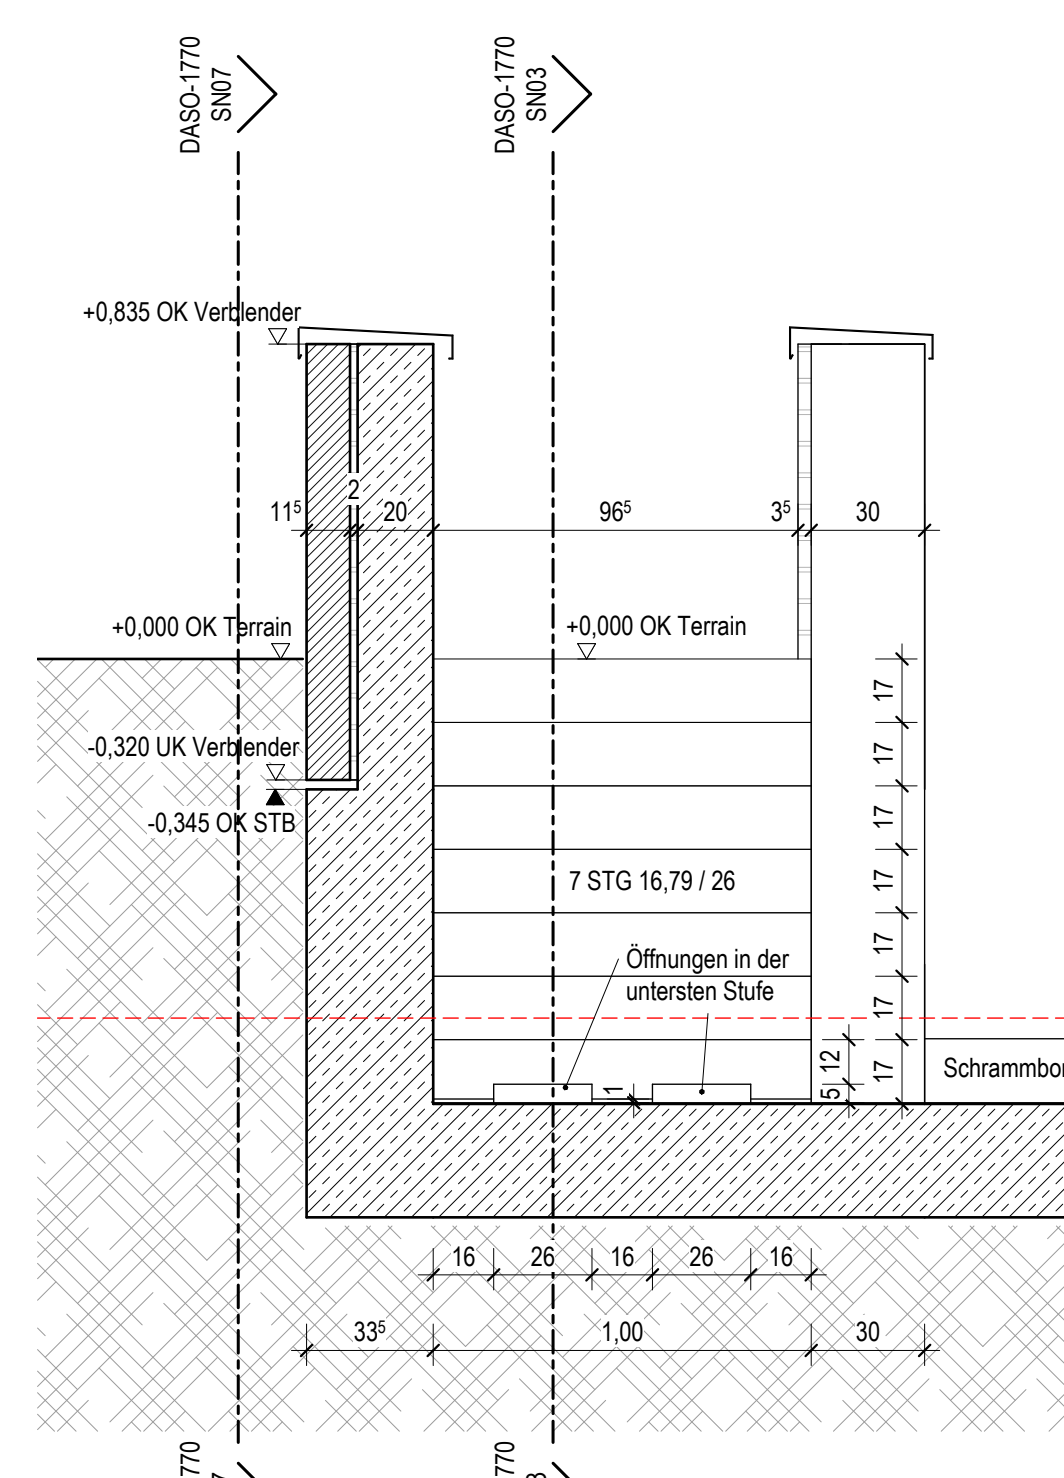 DASO-1770
SN07
DASO-1770
SN03
+0,835 OK Verblender
2
11⁵
20
96⁵
3⁵
30
+0,000 OK Terrain
+0,000 OK Terrain
17
-0,320 UK Verblender
17
-0,345 OK STB
17
7 STG 16,79 / 26
17
17
Öffnungen in der
untersten Stufe
17
12
17
5
1
Schrammbor
16
26
16
26
16
33⁵
1,00
30
770
770